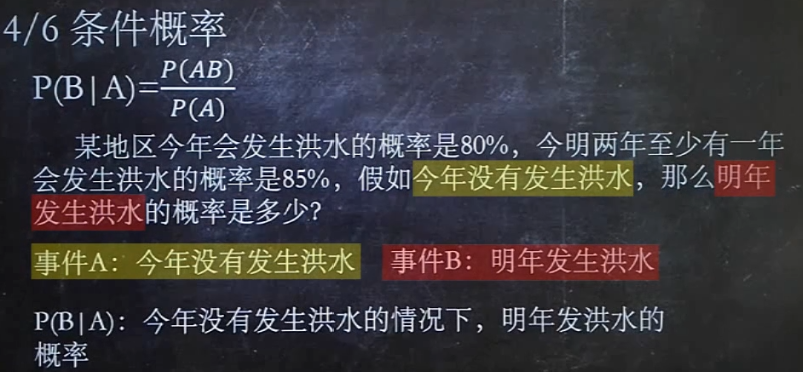 4/6 条件概率
P(B|A)=P(AB)/P(A)
某地区今年会发生洪水的概率是80%，今明两年至少有一年
会发生洪水的概率是85%，假如今年没有发生洪水，那么明年
发生洪水的概率是多少?
事件A：今年没有发生洪水 事件B：明年发生洪水
P(B|A)：今年没有发生洪水的情况下，明年发洪水的
概率